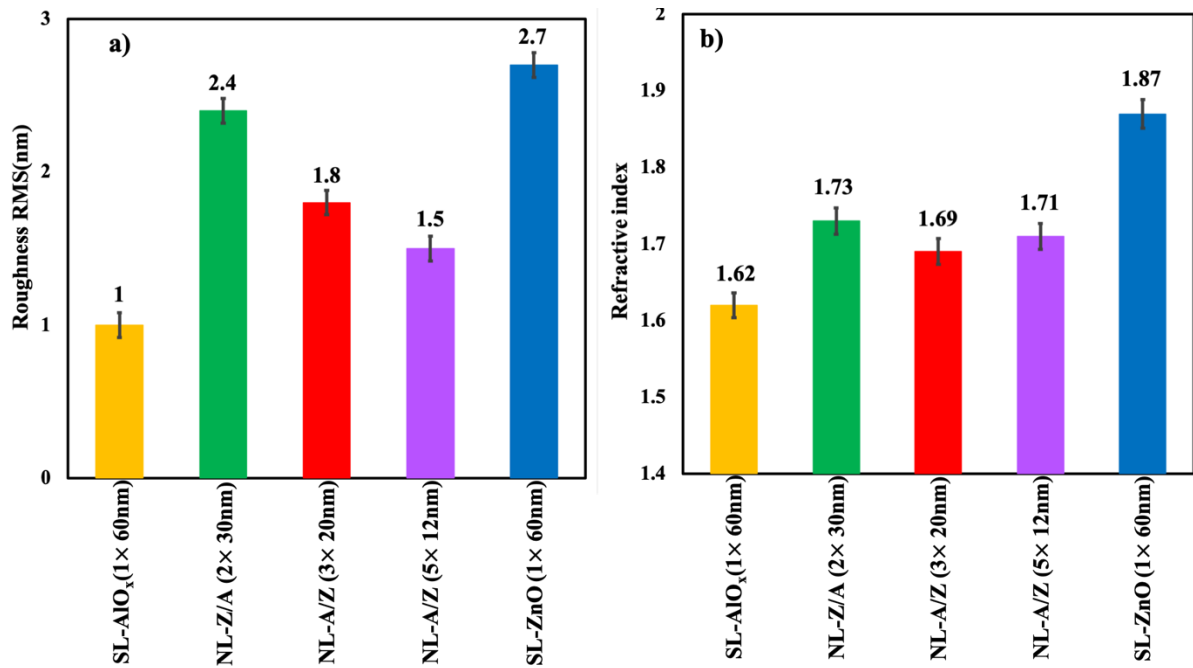 a)
Roughness RMS(nm)
3
2
1
0
1
2.4
1.8
1.5
2.7
SL-AlOx(1× 60nm)
NL-Z/A (2× 30nm)
NL-A/Z (3× 20nm)
NL-A/Z (5× 12nm)
SL-ZnO (1× 60nm)
b)
Refractive index
2
1.9
1.8
1.7
1.6
1.5
1.4
1.62
1.73
1.69
1.71
1.87
SL-AlOx(1× 60nm)
NL-Z/A (2× 30nm)
NL-A/Z (3× 20nm)
NL-A/Z (5× 12nm)
SL-ZnO (1× 60nm)